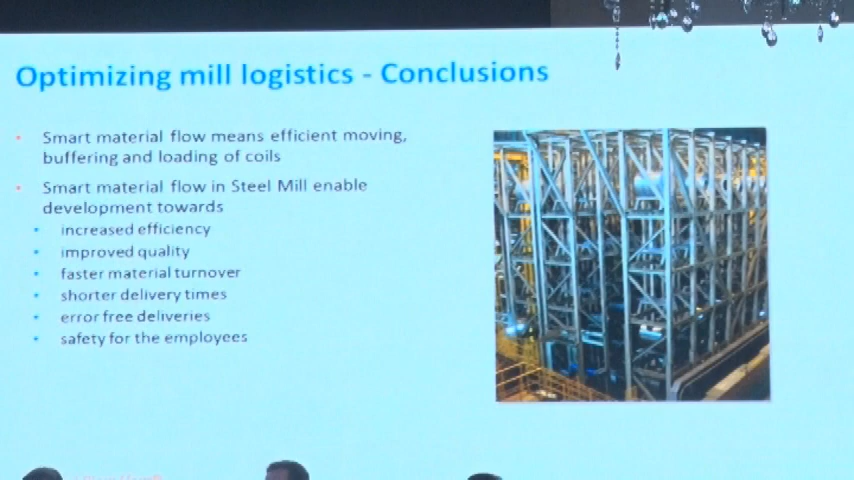 Optimizing mill logistics - Conclusions
Smart material flow means efficient moving,
buffering and loading of coils
Smart material flow in Steel Mill enable
development towards
increased efficiency
improved quality
faster material turnover
shorter delivery times
error free deliveries
safety for the employees